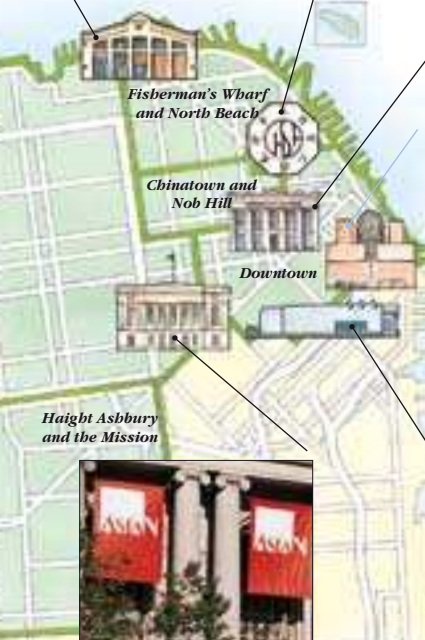 Fisherman's Wharf
and North Beach
Chinatown and
Nob Hill
Downtown
Haight Ashbury
and the Mission
ASIAN
ASIAN